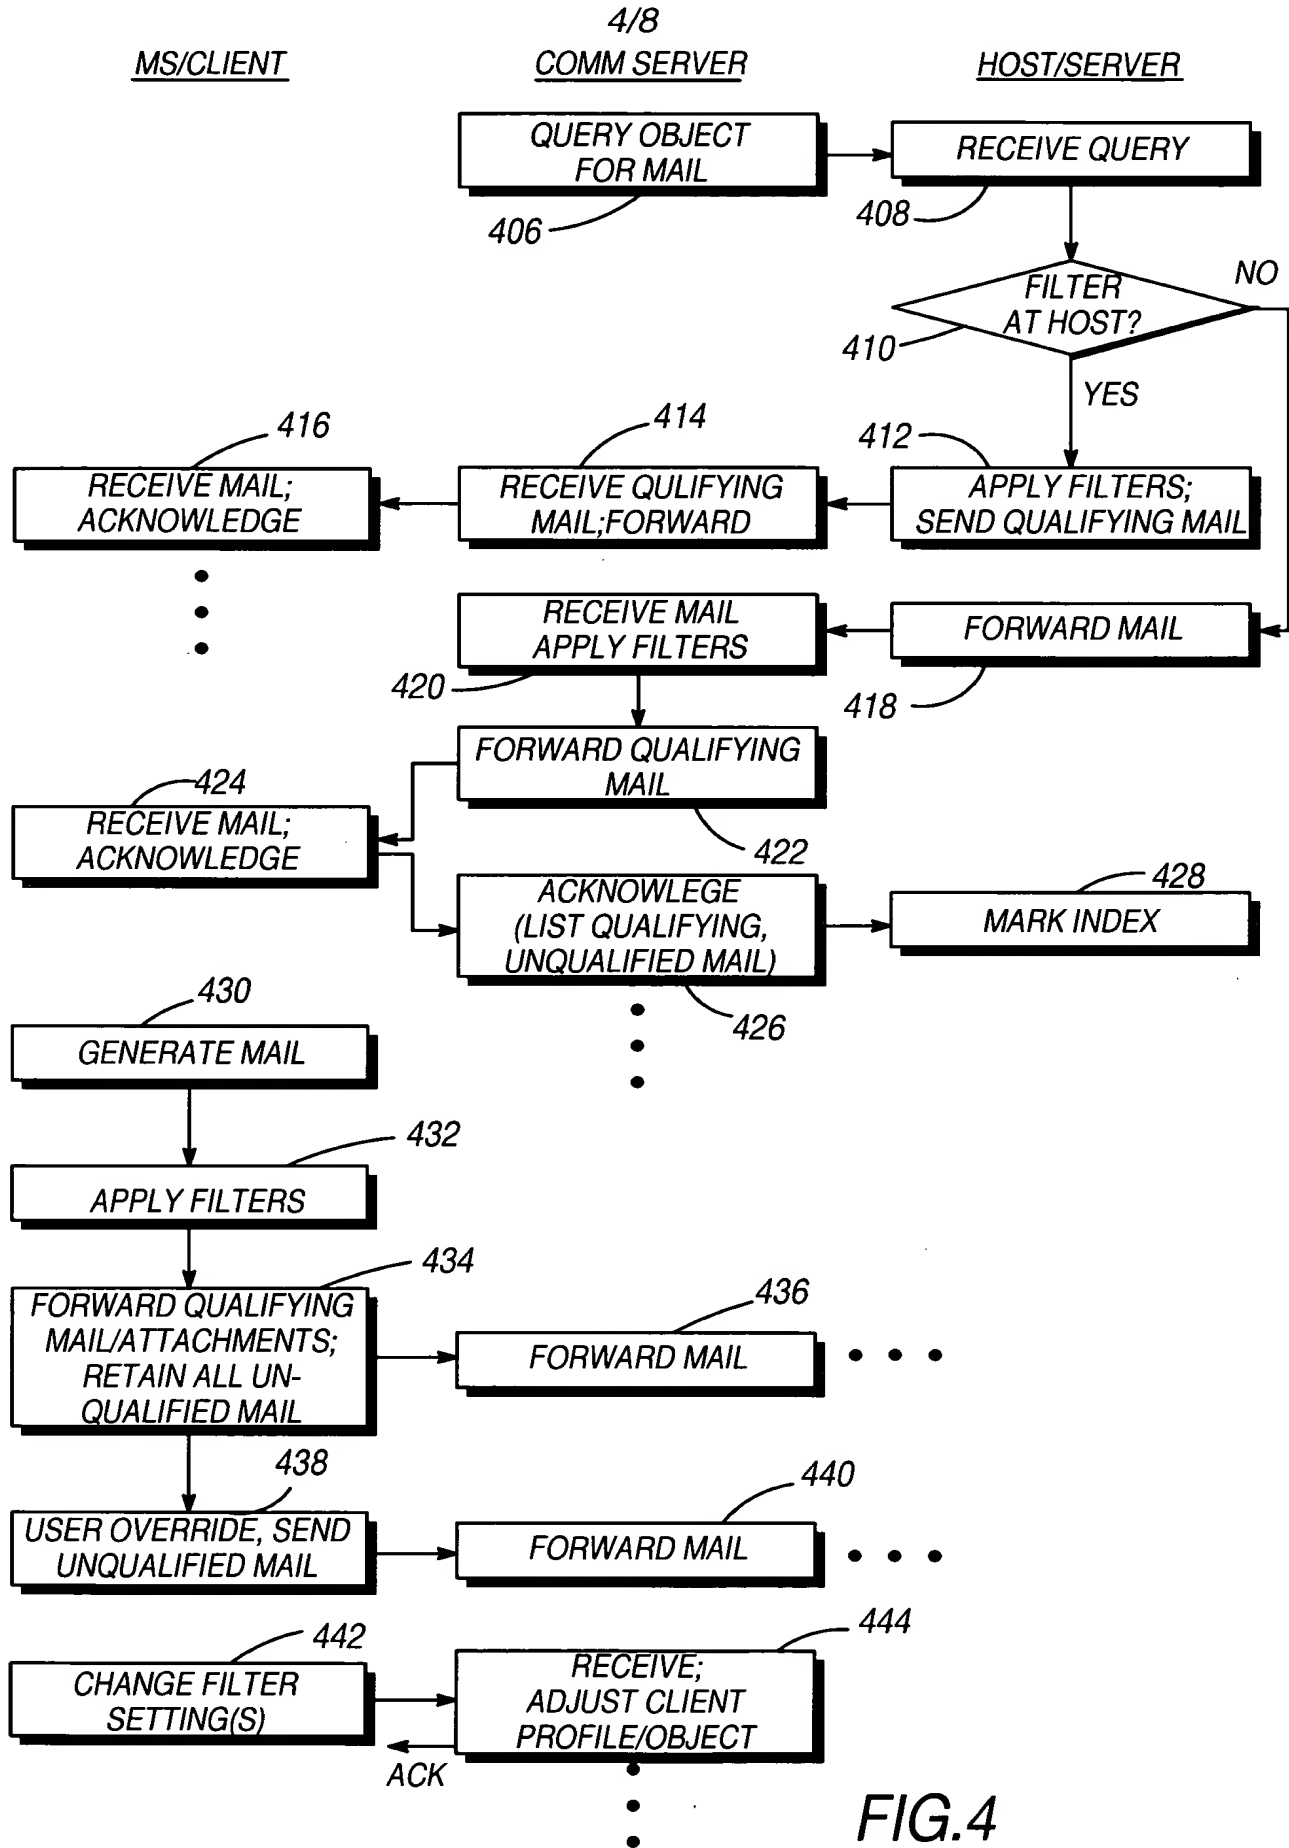 4/8
MS/CLIENT
COMM SERVER
HOST/SERVER
QUERY OBJECT
FOR MAIL
RECEIVE QUERY
406
408
FILTER
AT HOST?
NO
410
YES
416
414
412
RECEIVE MAIL;
ACKNOWLEDGE
RECEIVE QULIFYING
MAIL;FORWARD
APPLY FILTERS;
SEND QUALIFYING MAIL
RECEIVE MAIL
APPLY FILTERS
FORWARD MAIL
420
418
FORWARD QUALIFYING
MAIL
424
RECEIVE MAIL;
ACKNOWLEDGE
422
ACKNOWLEGE
(LIST QUALIFYING,
UNQUALIFIED MAIL)
428
MARK INDEX
426
430
GENERATE MAIL
432
APPLY FILTERS
434
FORWARD QUALIFYING
MAIL/ATTACHMENTS;
RETAIN ALL UN-
QUALIFIED MAIL
436
FORWARD MAIL
438
USER OVERRIDE, SEND
UNQUALIFIED MAIL
440
FORWARD MAIL
442
CHANGE FILTER
SETTING(S)
444
RECEIVE;
ADJUST CLIENT
PROFILE/OBJECT
ACK
FIG.4